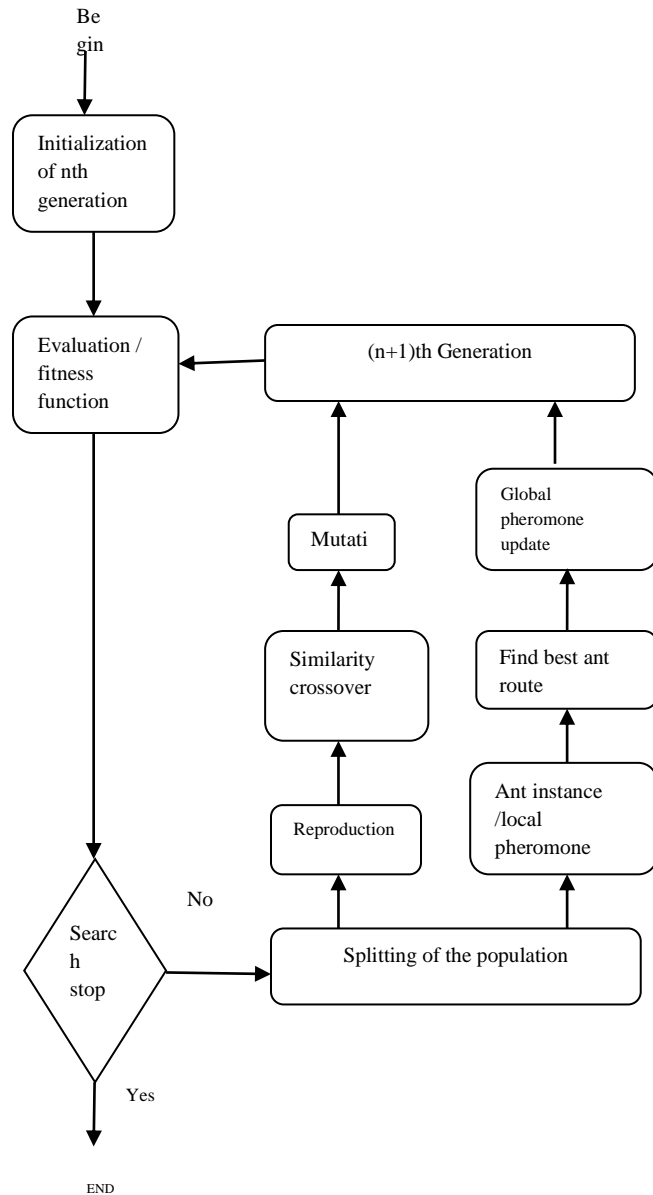 Be
gin
Initialization
of nth
generation
Evaluation /
fitness
function
(n+1)th Generation
Global
pheromone
update
Mutati
Similarity
crossover
Find best ant
route
Ant instance
/local
pheromone
Reproduction
No
Searc
h
stop
Splitting of the population
Yes
END